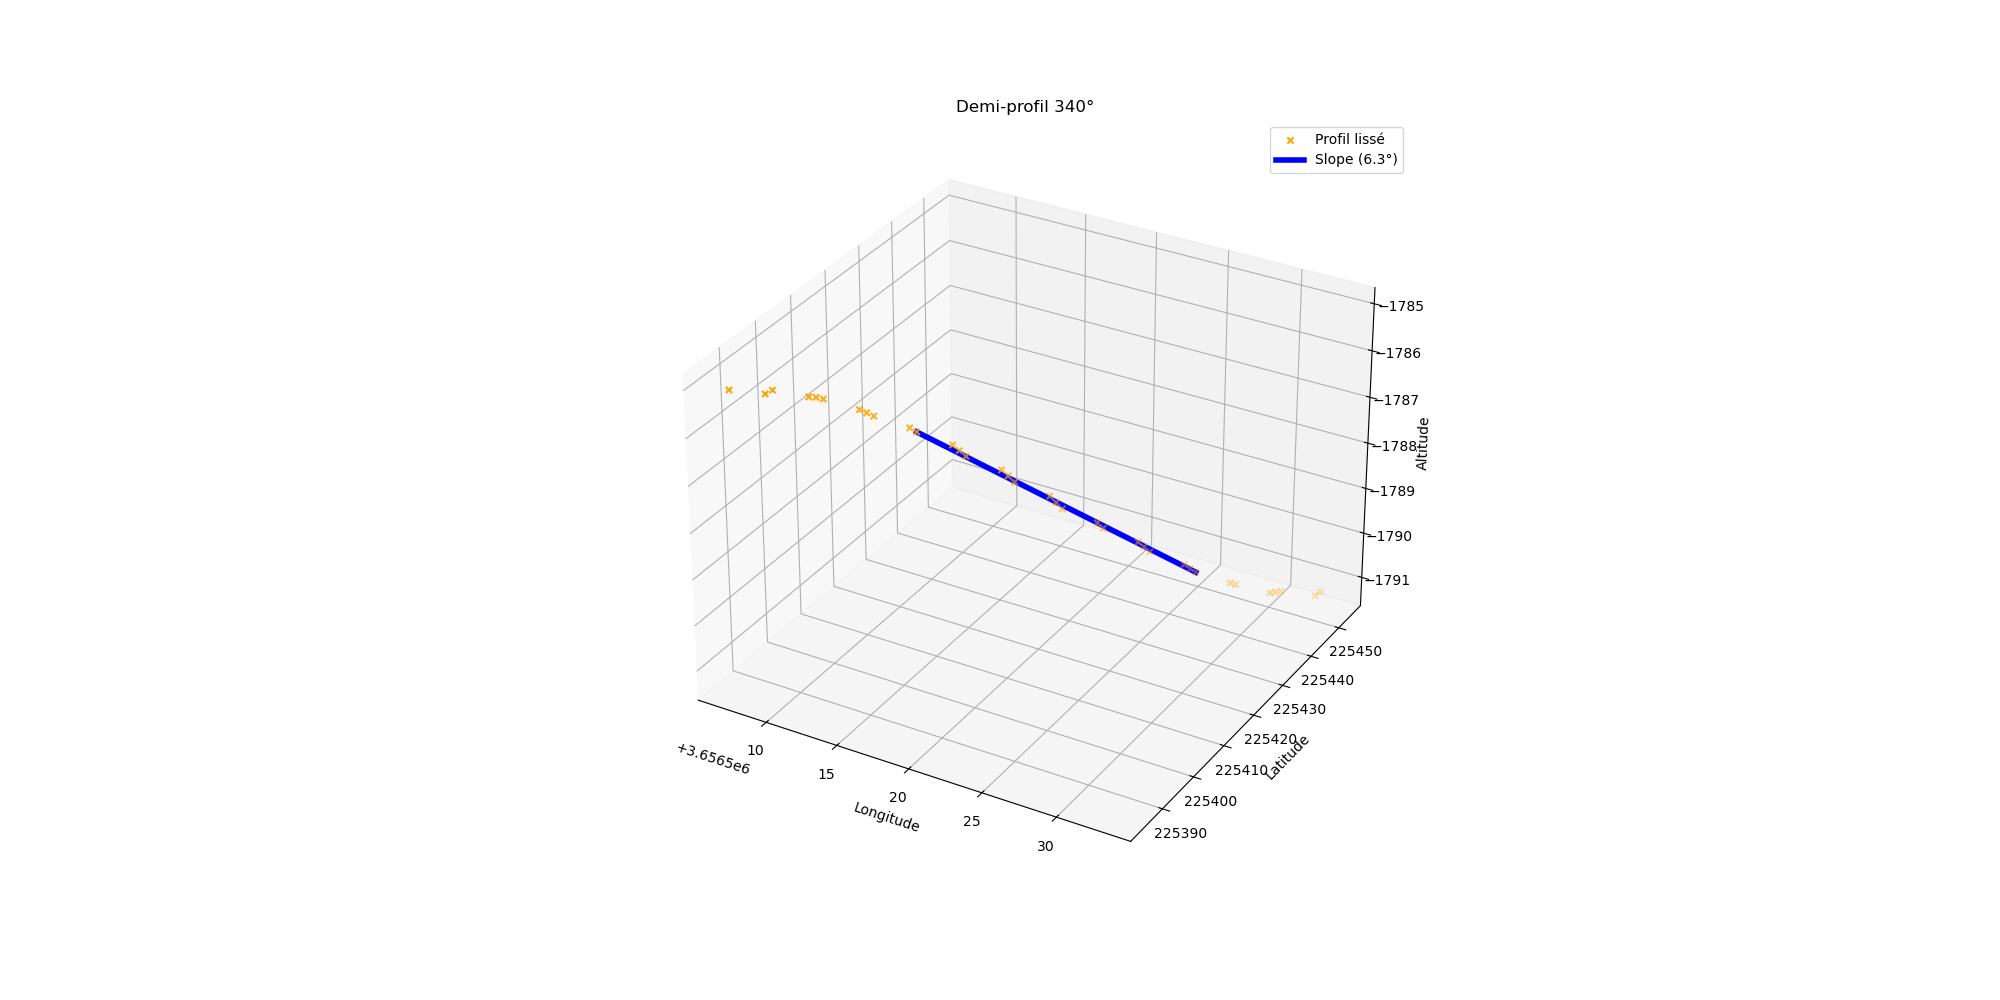 Demi-profil 340°
Profil lissé
Slope (6.3°)
−1785
−1786
−1787
−1788
−1789
−1790
−1791
Altitude
225450
225440
225430
225420
225410
225400
225390
Latitude
10
15
20
25
30
+3.6565e6
Longitude